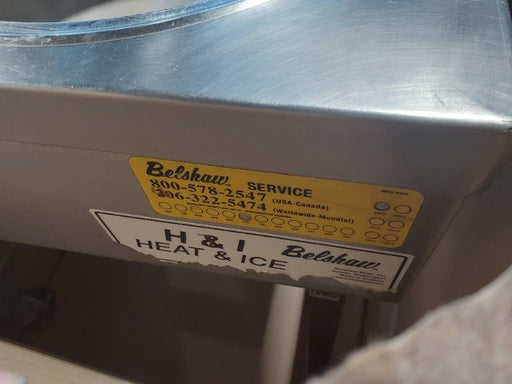 Belshaw SERVICE
800-578-2547 (USA-Canada)
206-322-5474 (Worldwide-Mundial)
H & I Belshaw
HEAT & ICE